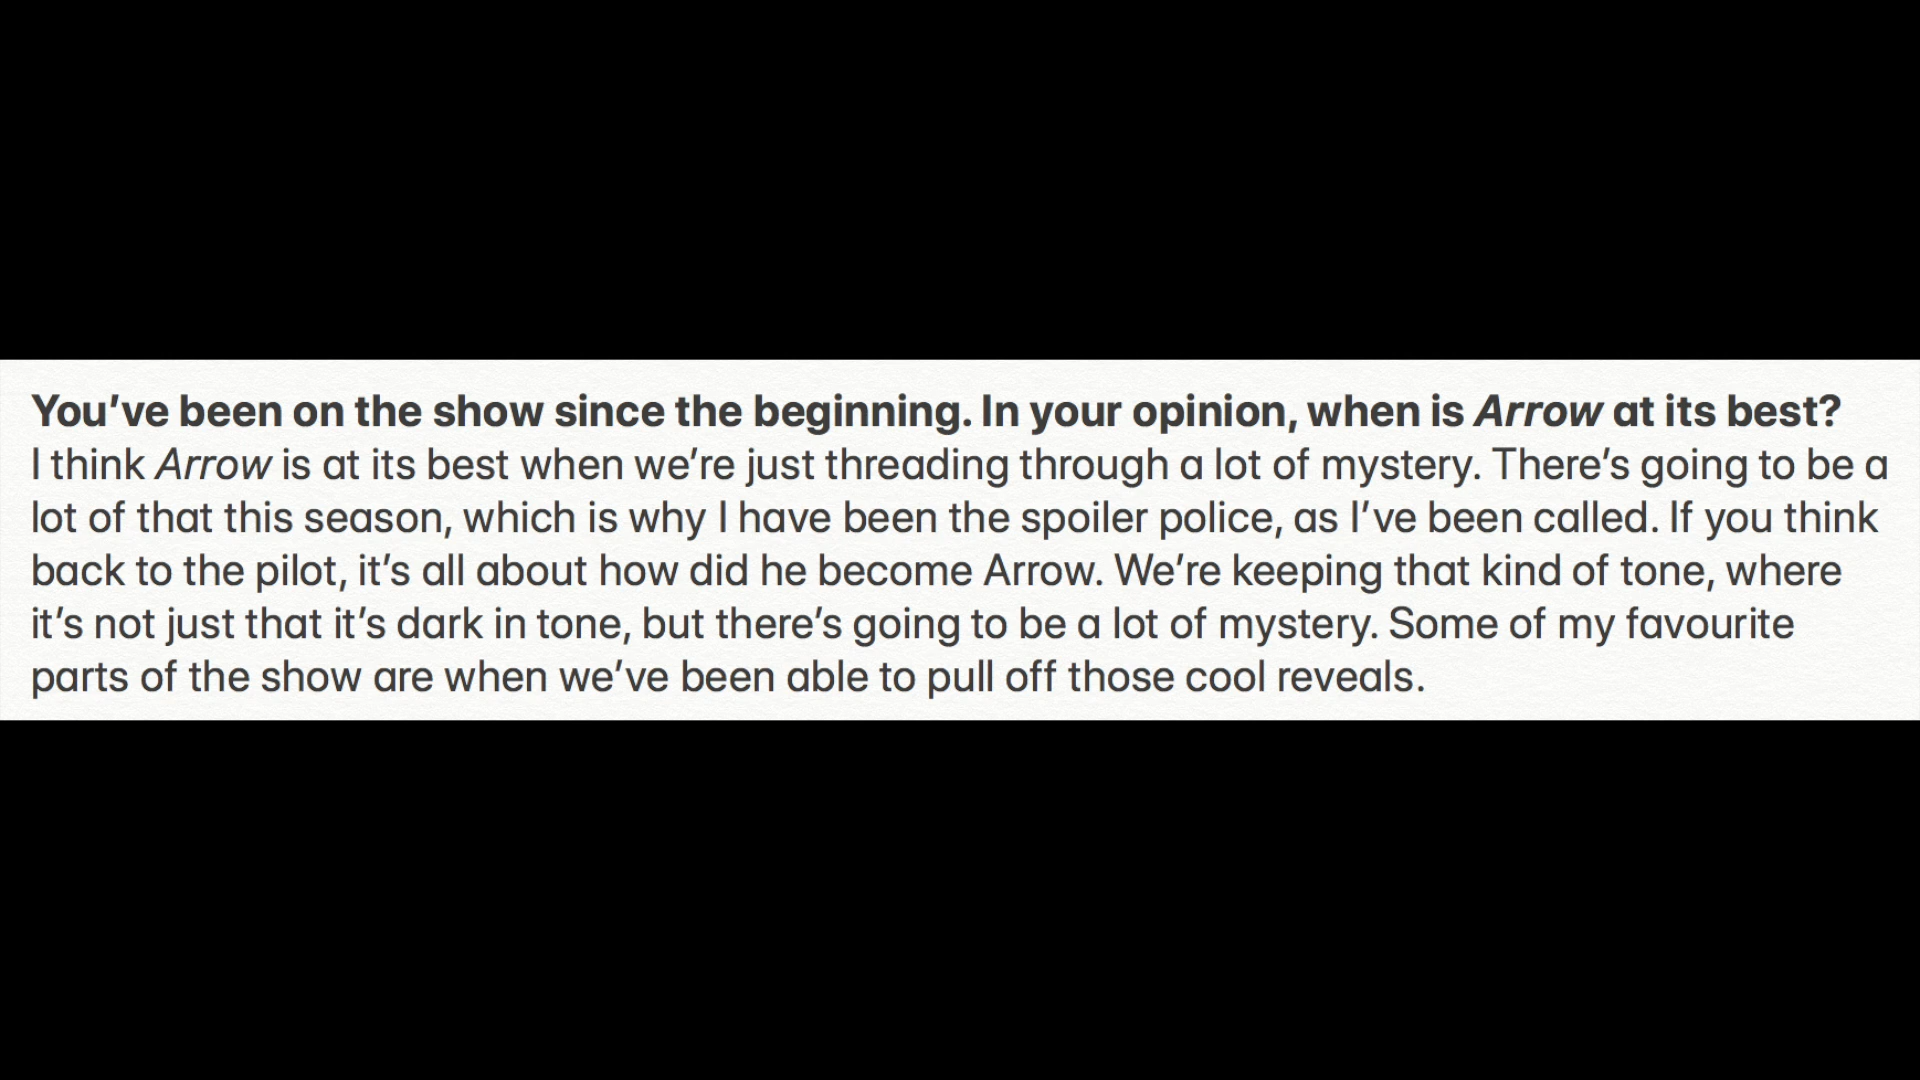 You’ve been on the show since the beginning. In your opinion, when is Arrow at its best?
I think Arrow is at its best when we’re just threading through a lot of mystery. There’s going to be a
lot of that this season, which is why I have been the spoiler police, as I’ve been called. If you think
back to the pilot, it’s all about how did he become Arrow. We’re keeping that kind of tone, where
it’s not just that it’s dark in tone, but there’s going to be a lot of mystery. Some of my favourite
parts of the show are when we’ve been able to pull off those cool reveals.